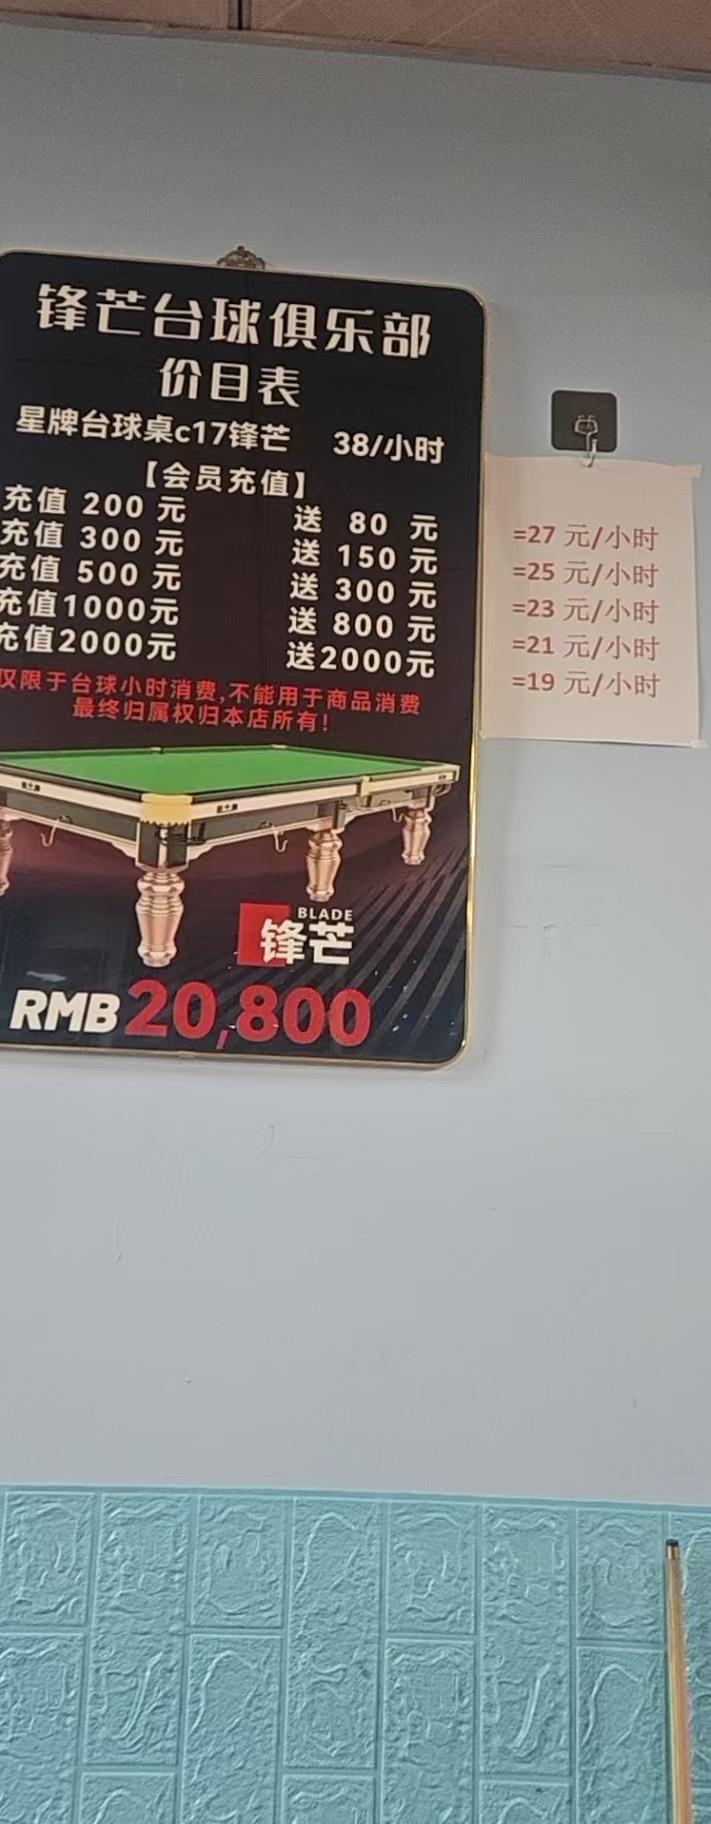 锋芒台球俱乐部
价目表
星牌台球桌c17锋芒 38/小时
【会员充值】
充值 200 元 送 80 元 =27 元/小时
充值 300 元 送 150 元 =25 元/小时
充值 500 元 送 300 元 =23 元/小时
充值1000元 送 800 元 =21 元/小时
充值2000元 送2000元 =19 元/小时
仅限于台球小时消费,不能用于商品消费
最终归属权归本店所有!
BLADE
锋芒
RMB 20,800